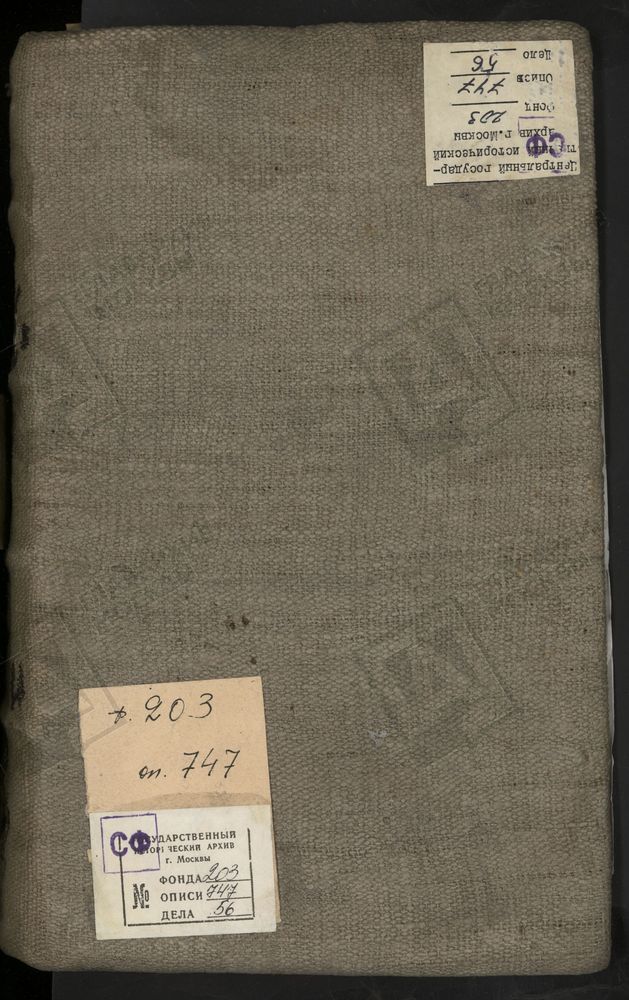 Центральный государ-
исторический
архив г. Москвы
СФ
Фонд 203
Опись 747
Дело 56
ф. 203
оп. 747
СФ
ГОСУДАРСТВЕННЫЙ
ИСТОРИЧЕСКИЙ АРХИВ
г. Москвы
№
ФОНДА 203
ОПИСИ 747
ДЕЛА 56